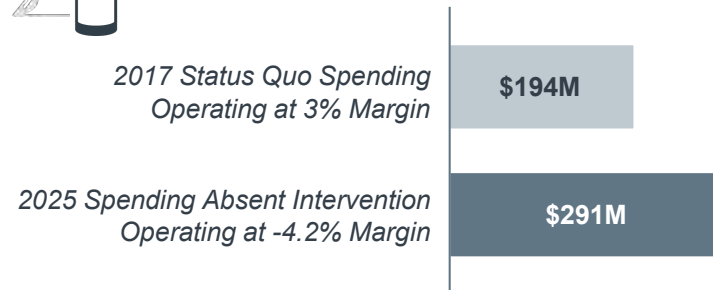 2017 Status Quo Spending
Operating at 3% Margin
$194M
2025 Spending Absent Intervention
Operating at -4.2% Margin
$291M